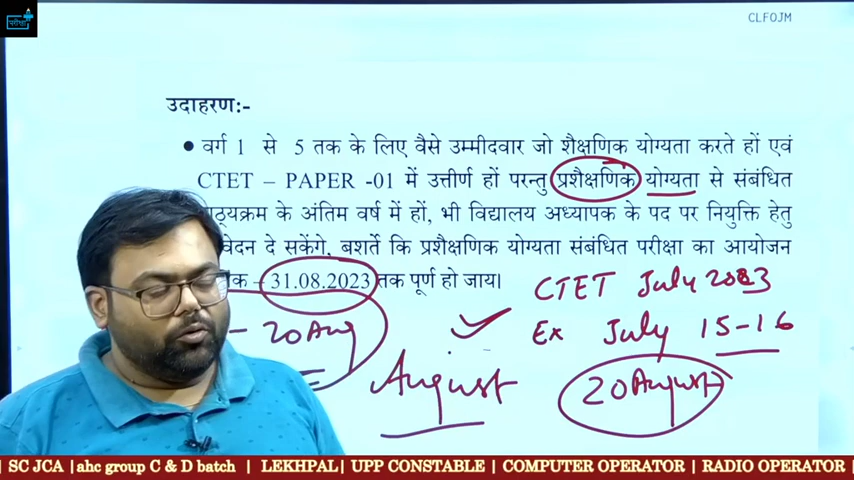 परीक्षा
CLFOJM
उदाहरण:-
• वर्ग 1 से 5 तक के लिए वैसे उम्मीदवार जो शैक्षणिक योग्यता करते हों एवं
CTET – PAPER -01 में उत्तीर्ण हों परन्तु प्रशैक्षणिक योग्यता से संबंधित
ाठ्यक्रम के अंतिम वर्ष में हों, भी विद्यालय अध्यापक के पद पर नियुक्ति हेतु
वेदन दे सकेंगे, बशर्ते कि प्रशैक्षणिक योग्यता संबंधित परीक्षा का आयोजन
क – 31.08.2023 तक पूर्ण हो जाय।
CTET July 2023
– 20 Aug
Ex July 15-16
August
20 August
| SC JCA |ahc group C & D batch | LEKHPAL| UPP CONSTABLE | COMPUTER OPERATOR | RADIO OPERATOR |